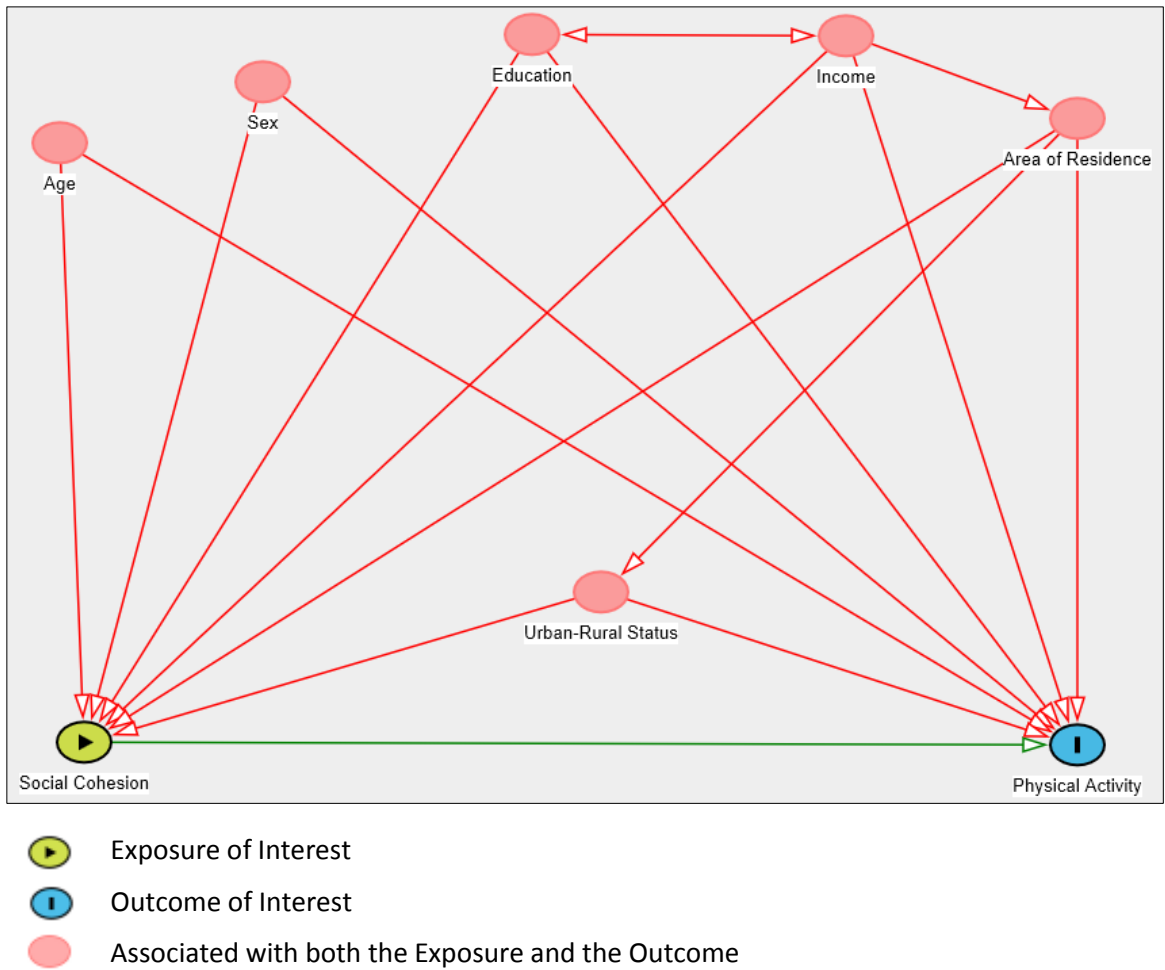 Education
Income
Sex
Area of Residence
Age
Urban-Rural Status
Social Cohesion
Physical Activity
Exposure of Interest
Outcome of Interest
Associated with both the Exposure and the Outcome